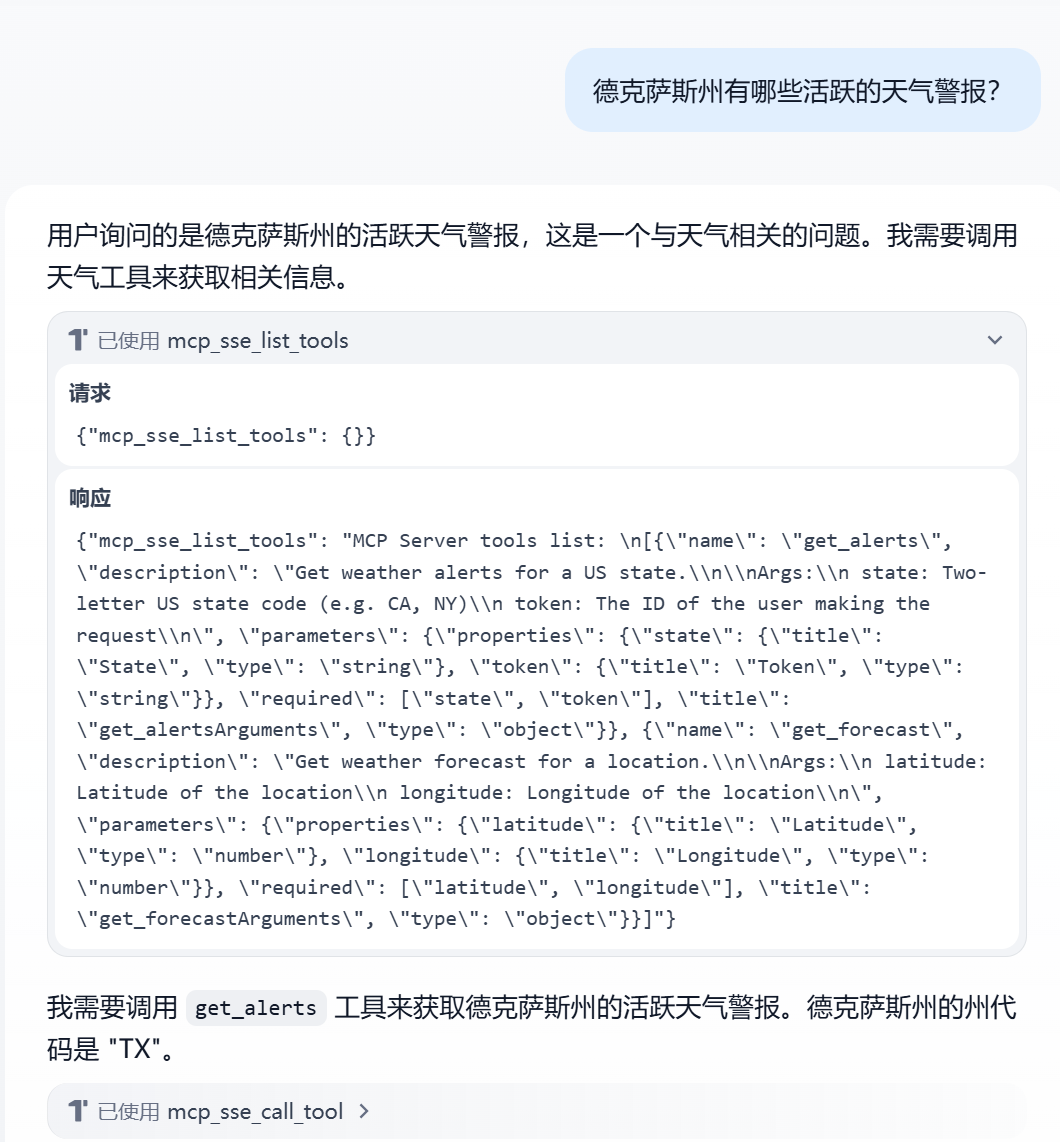 德克萨斯州有哪些活跃的天气警报?
用户询问的是德克萨斯州的活跃天气警报，这是一个与天气相关的问题。我需要调用
天气工具来获取相关信息。
已使用 mcp_sse_list_tools
请求
{"mcp_sse_list_tools": {}}
响应
{"mcp_sse_list_tools": "MCP Server tools list: \n[{\"name\": \"get_alerts\",
\"description\": \"Get weather alerts for a US state.\\n\\nArgs:\\n state: Two-
letter US state code (e.g. CA, NY)\\n token: The ID of the user making the
request\\n\", \"parameters\": {\"properties\": {\"state\": {\"title\":
\"State\", \"type\": \"string\"}, \"token\": {\"title\": \"Token\", \"type\":
\"string\"}}, \"required\": [\"state\", \"token\"], \"title\":
\"get_alertsArguments\", \"type\": \"object\"}}, {\"name\": \"get_forecast\",
\"description\": \"Get weather forecast for a location.\\n\\nArgs:\\n latitude:
Latitude of the location\\n longitude: Longitude of the location\\n\",
\"parameters\": {\"properties\": {\"latitude\": {\"title\": \"Latitude\",
\"type\": \"number\"}, \"longitude\": {\"title\": \"Longitude\", \"type\":
\"number\"}}, \"required\": [\"latitude\", \"longitude\"], \"title\":
\"get_forecastArguments\", \"type\": \"object\"}}]"}
我需要调用 get_alerts 工具来获取德克萨斯州的活跃天气警报。德克萨斯州的州代
码是 "TX"。
已使用 mcp_sse_call_tool